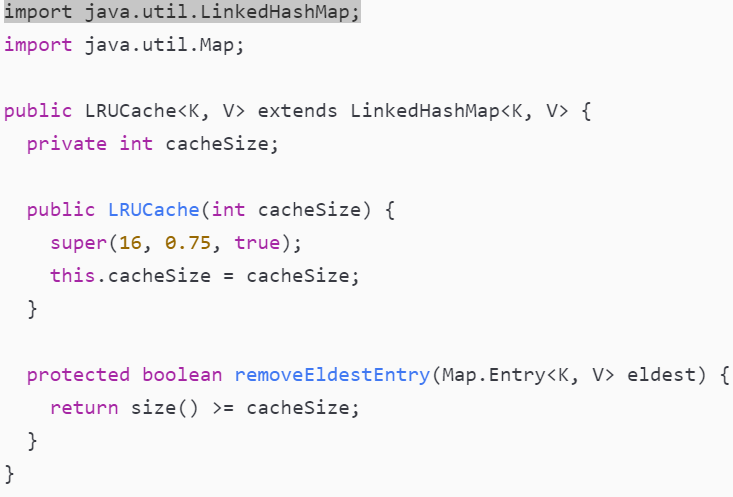 import java.util.LinkedHashMap;
import java.util.Map;

public LRUCache<K, V> extends LinkedHashMap<K, V> {
  private int cacheSize;

  public LRUCache(int cacheSize) {
    super(16, 0.75, true);
    this.cacheSize = cacheSize;
  }

  protected boolean removeEldestEntry(Map.Entry<K, V> eldest) {
    return size() >= cacheSize;
  }
}